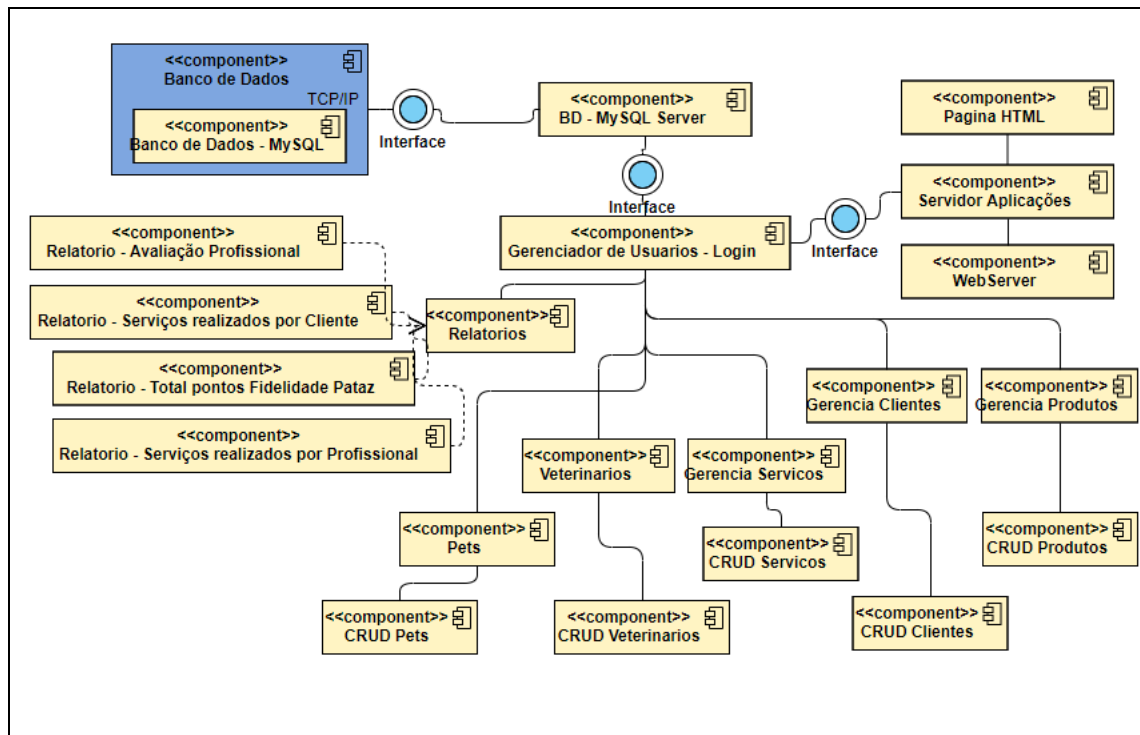 <<component>>
Banco de Dados
TCP/IP
<<component>>
Banco de Dados - MySQL
Interface
<<component>>
BD - MySQL Server
Interface
<<component>>
Pagina HTML
<<component>>
Servidor Aplicações
<<component>>
WebServer
Interface
<<component>>
Gerenciador de Usuarios - Login
<<component>>
Relatorio - Avaliação Profissional
<<component>>
Relatorio - Serviços realizados por Cliente
<<component>>
Relatorios
<<component>>
Relatorio - Total pontos Fidelidade Pataz
<<component>>
Relatorio - Serviços realizados por Profissional
<<component>>
Gerencia Clientes
<<component>>
Gerencia Produtos
<<component>>
Veterinarios
<<component>>
Gerencia Servicos
<<component>>
Pets
<<component>>
CRUD Servicos
<<component>>
CRUD Produtos
<<component>>
CRUD Pets
<<component>>
CRUD Veterinarios
<<component>>
CRUD Clientes